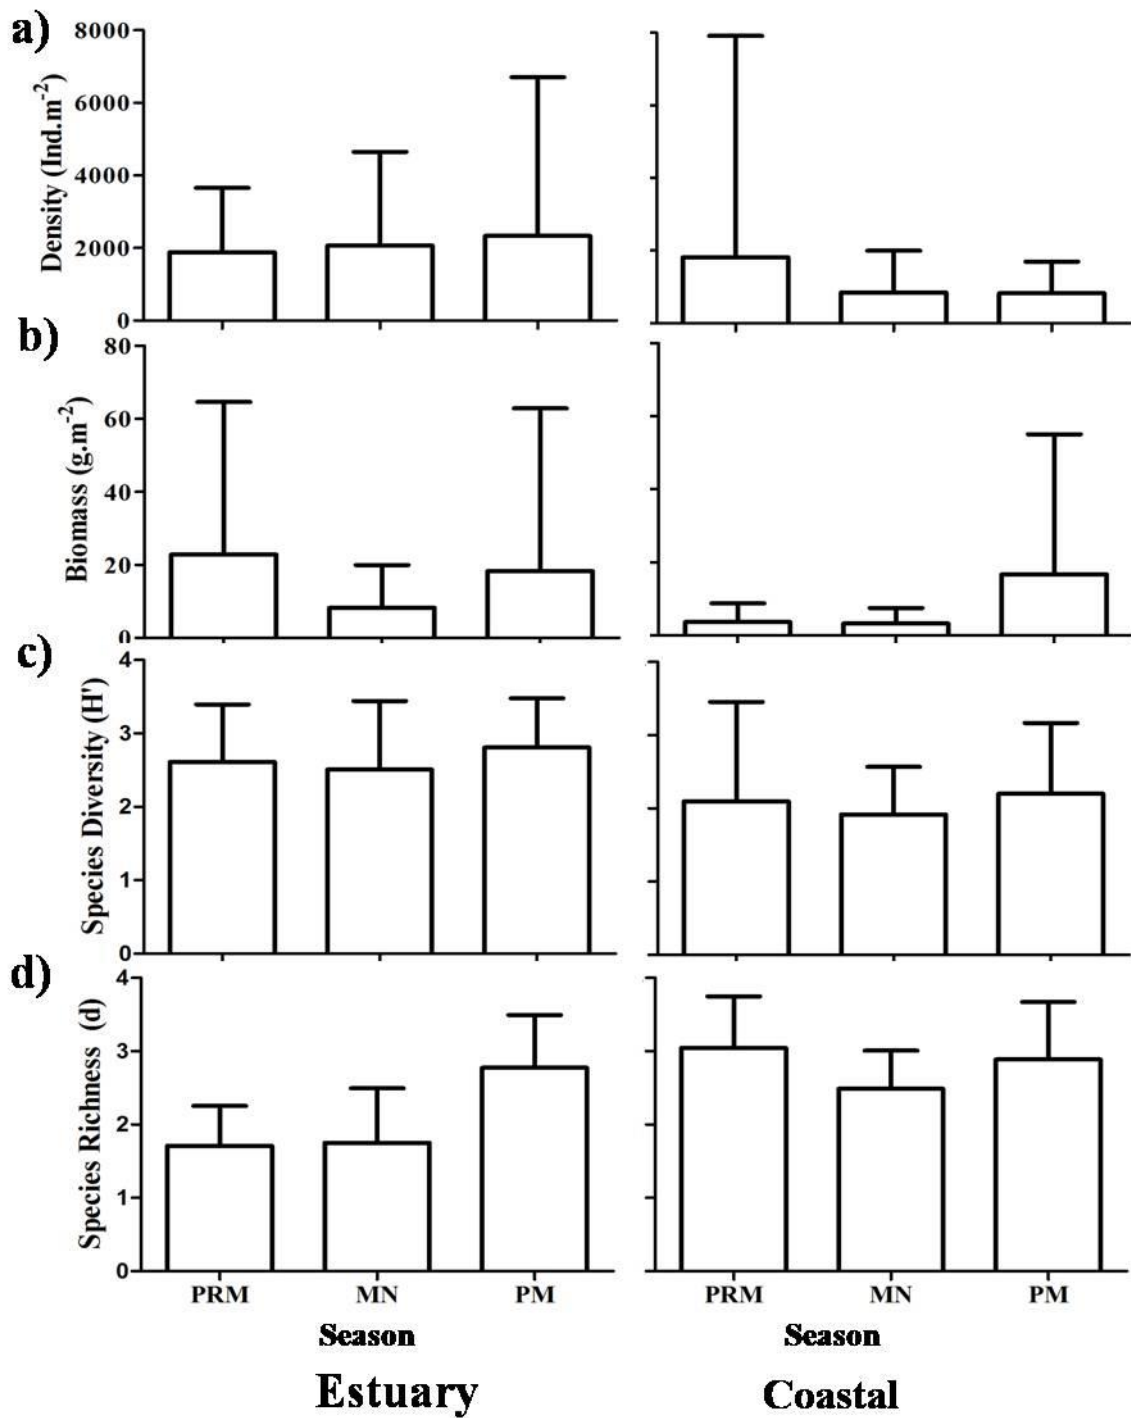 a)
Density (Ind.m-2)
8000
6000
4000
2000
0
b)
Biomass (g.m-2)
80
60
40
20
0
c)
Species Diversity (H')
4
3
2
1
0
d)
Species Richness (d)
4
3
2
1
0
PRM MN PM
PRM MN PM
Season
Season
Estuary
Coastal